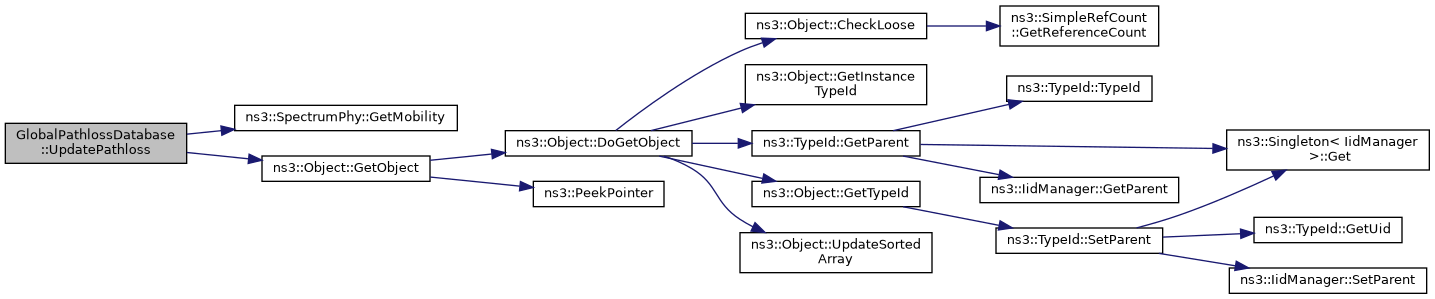 GlobalPathlossDatabase
::UpdatePathloss
ns3::SpectrumPhy::GetMobility
ns3::Object::GetObject
ns3::Object::DoGetObject
ns3::PeekPointer
ns3::Object::CheckLoose
ns3::Object::GetInstance
TypeId
ns3::TypeId::GetParent
ns3::Object::GetTypeId
ns3::Object::UpdateSorted
Array
ns3::SimpleRefCount
::GetReferenceCount
ns3::TypeId::TypeId
ns3::IidManager::GetParent
ns3::TypeId::SetParent
ns3::Singleton< IidManager
>::Get
ns3::TypeId::GetUid
ns3::IidManager::SetParent